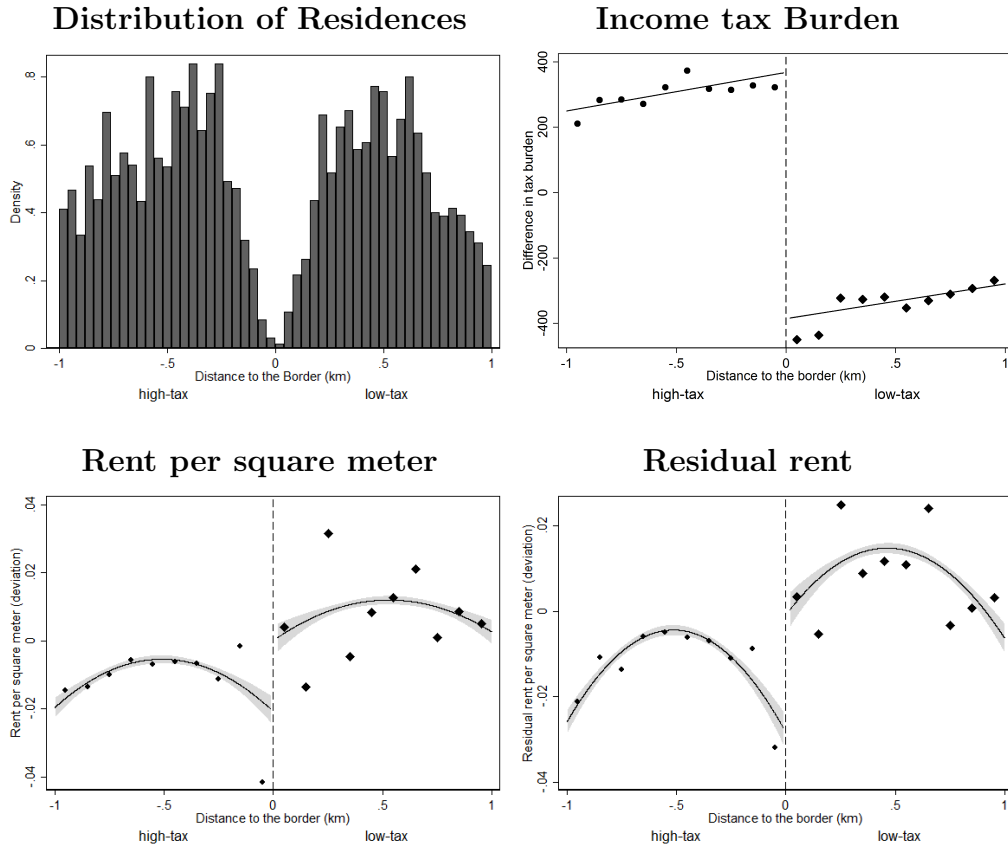 Distribution of Residences
Density
0 .2 .4 .6 .8
-1 -.5 0 .5 1
Distance to the Border (km)
high-tax low-tax
Income tax Burden
Difference in tax burden
-400 -200 0 200 400
-1 -.5 0 .5 1
Distance to the border (km)
high-tax low-tax
Rent per square meter
Rent per square meter (deviation)
-.04 -.02 0 .02 .04
-1 -.5 0 .5 1
Distance to the border (km)
high-tax low-tax
Residual rent
Residual rent per square meter (deviation)
-.04 -.02 0 .02
-1 -.5 0 .5 1
Distance to the border (km)
high-tax low-tax